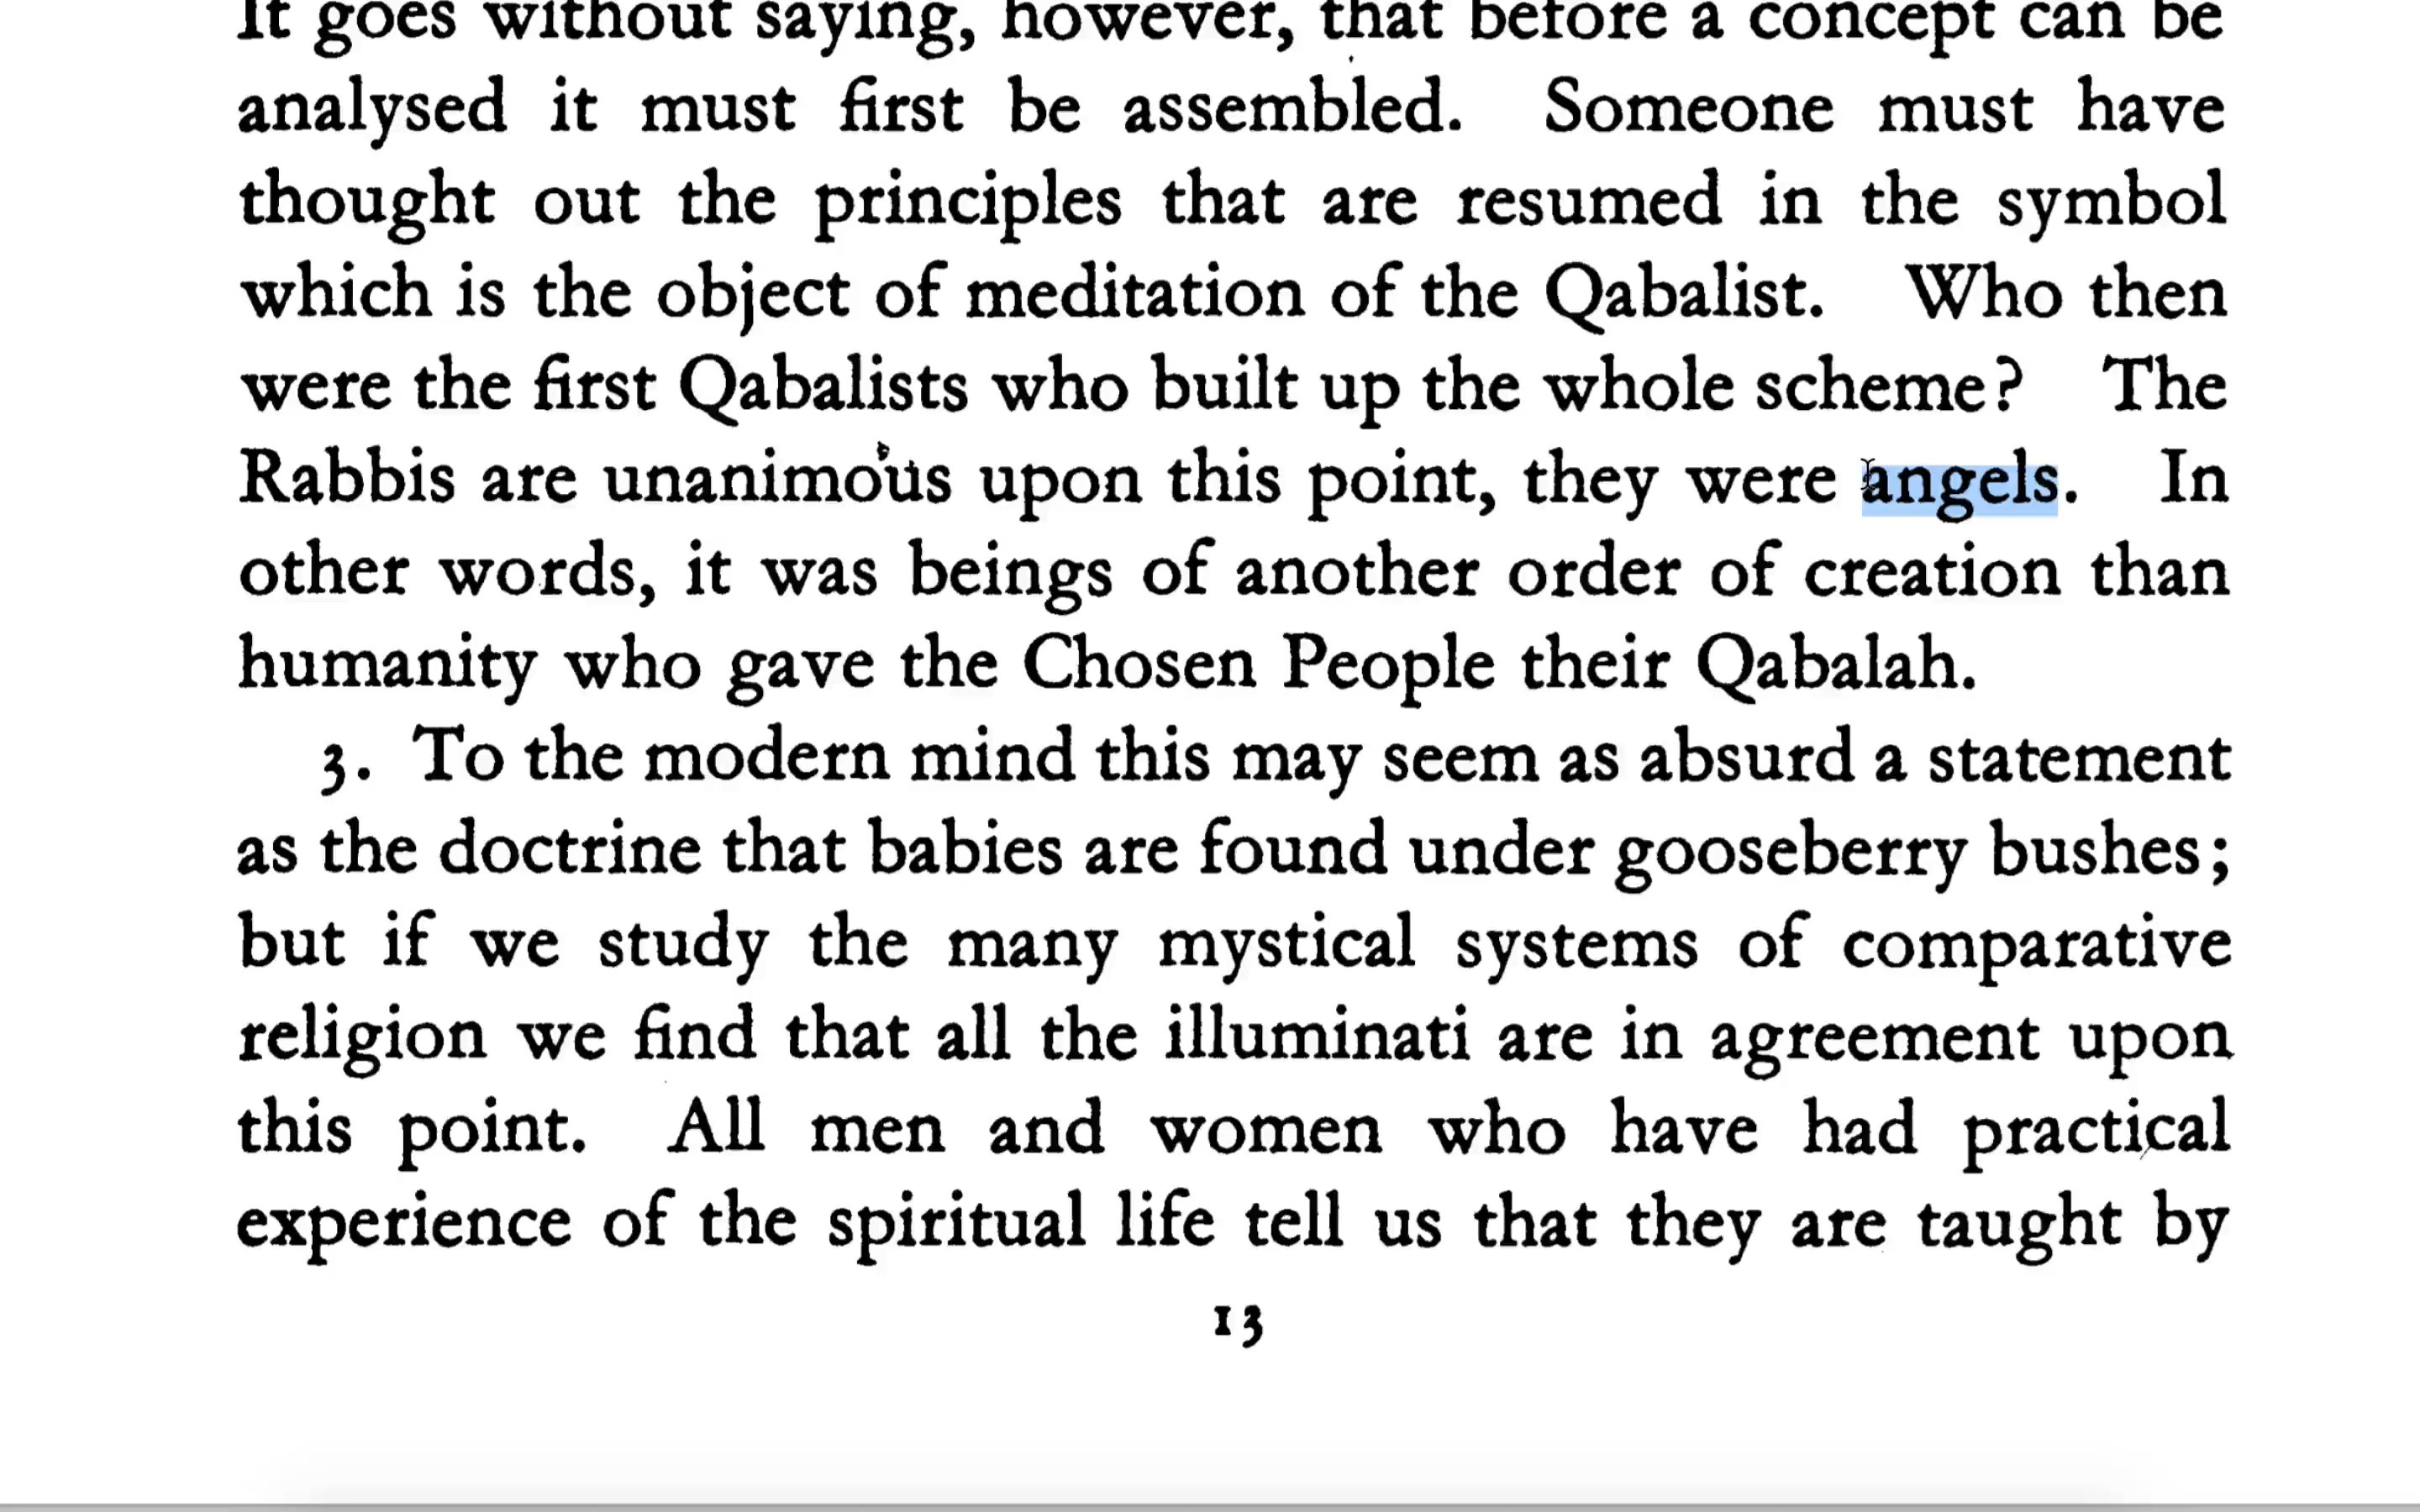 It goes without saying, however, that before a concept can be
analysed it must first be assembled. Someone must have
thought out the principles that are resumed in the symbol
which is the object of meditation of the Qabalist. Who then
were the first Qabalists who built up the whole scheme? The
Rabbis are unanimous upon this point, they were angels. In
other words, it was beings of another order of creation than
humanity who gave the Chosen People their Qabalah.
3. To the modern mind this may seem as absurd a statement
as the doctrine that babies are found under gooseberry bushes;
but if we study the many mystical systems of comparative
religion we find that all the illuminati are in agreement upon
this point. All men and women who have had practical
experience of the spiritual life tell us that they are taught by
13